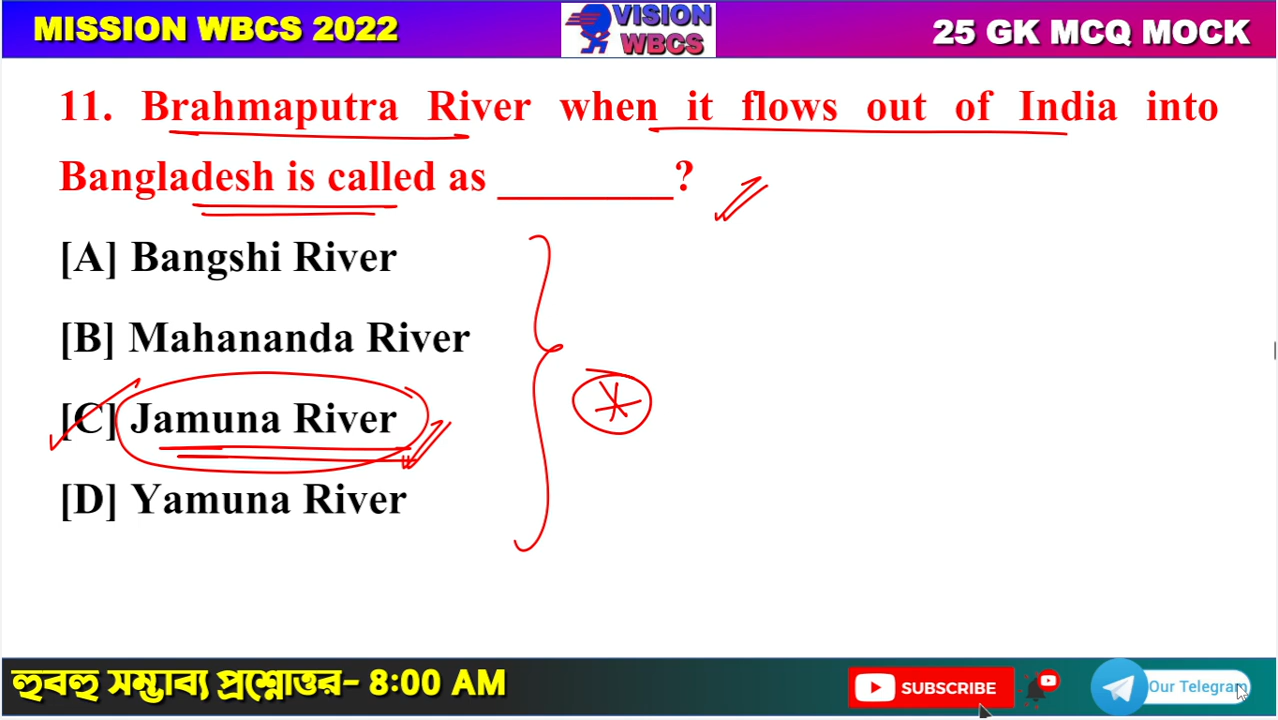 MISSION WBCS 2022
VISION
WBCS
25 GK MCQ MOCK
11. Brahmaputra River when it flows out of India into
Bangladesh is called as _________?
[A] Bangshi River
[B] Mahananda River
[C] Jamuna River
[D] Yamuna River
হুবহু সম্ভাব্য প্রশ্নোত্তর- 8:00 AM
SUBSCRIBE
Our Telegram